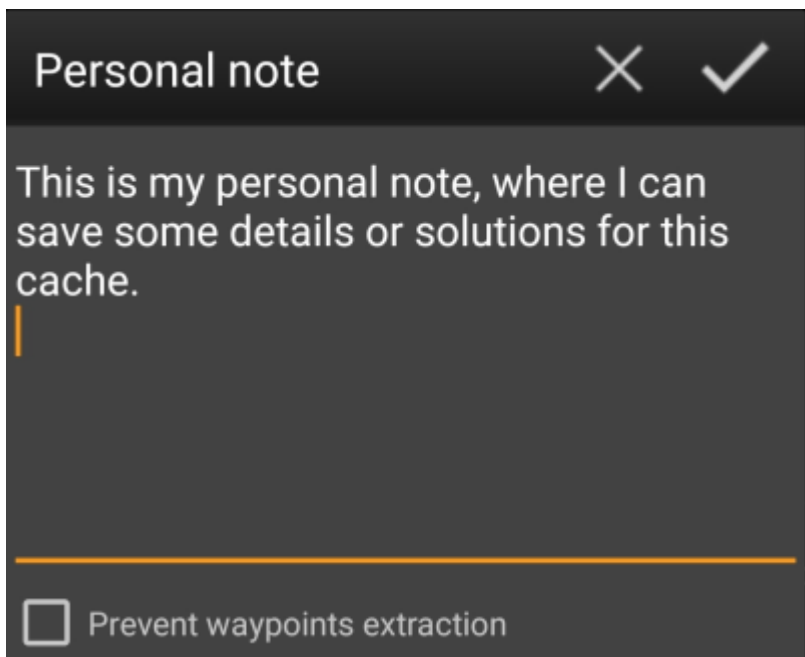 Personal note
This is my personal note, where I can
save some details or solutions for this
cache.
Prevent waypoints extraction